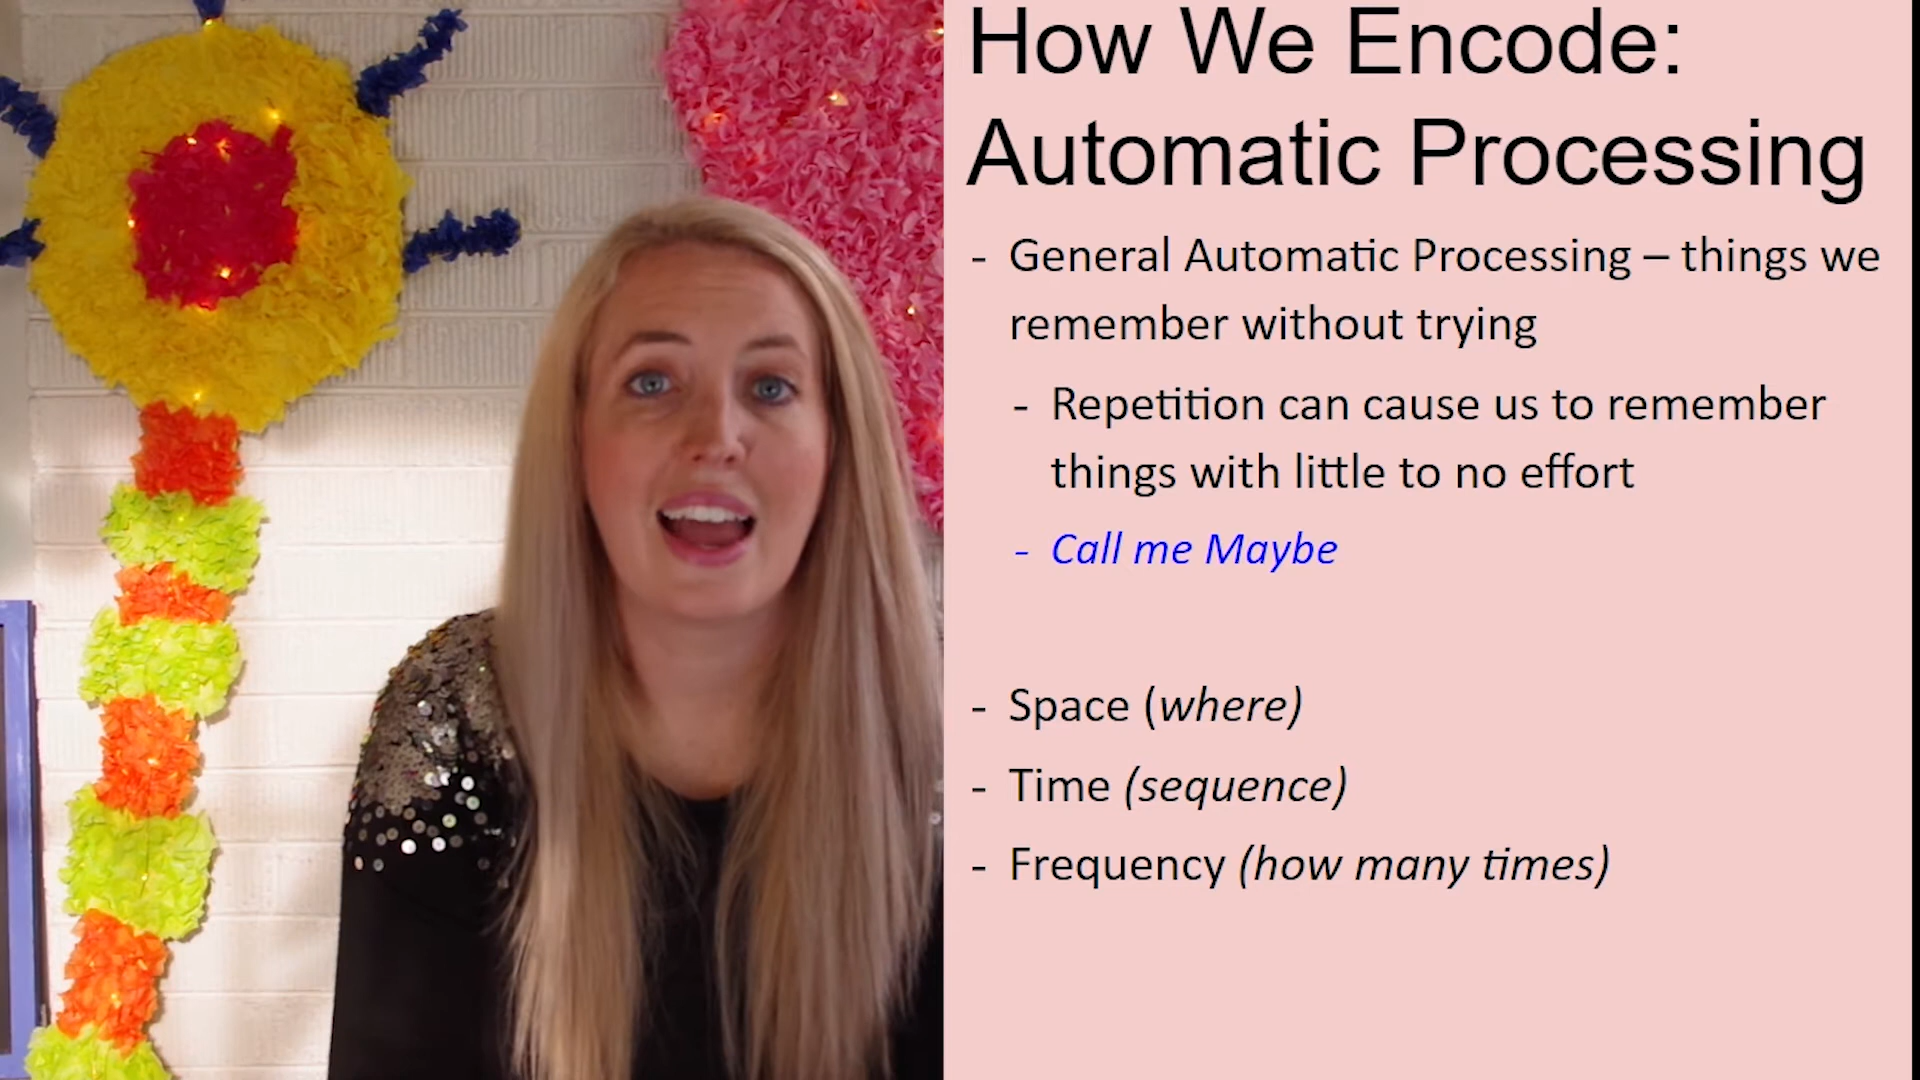 How We Encode:
Automatic Processing
- General Automatic Processing – things we
remember without trying
- Repetition can cause us to remember
things with little to no effort
- Call me Maybe
- Space (where)
- Time (sequence)
- Frequency (how many times)